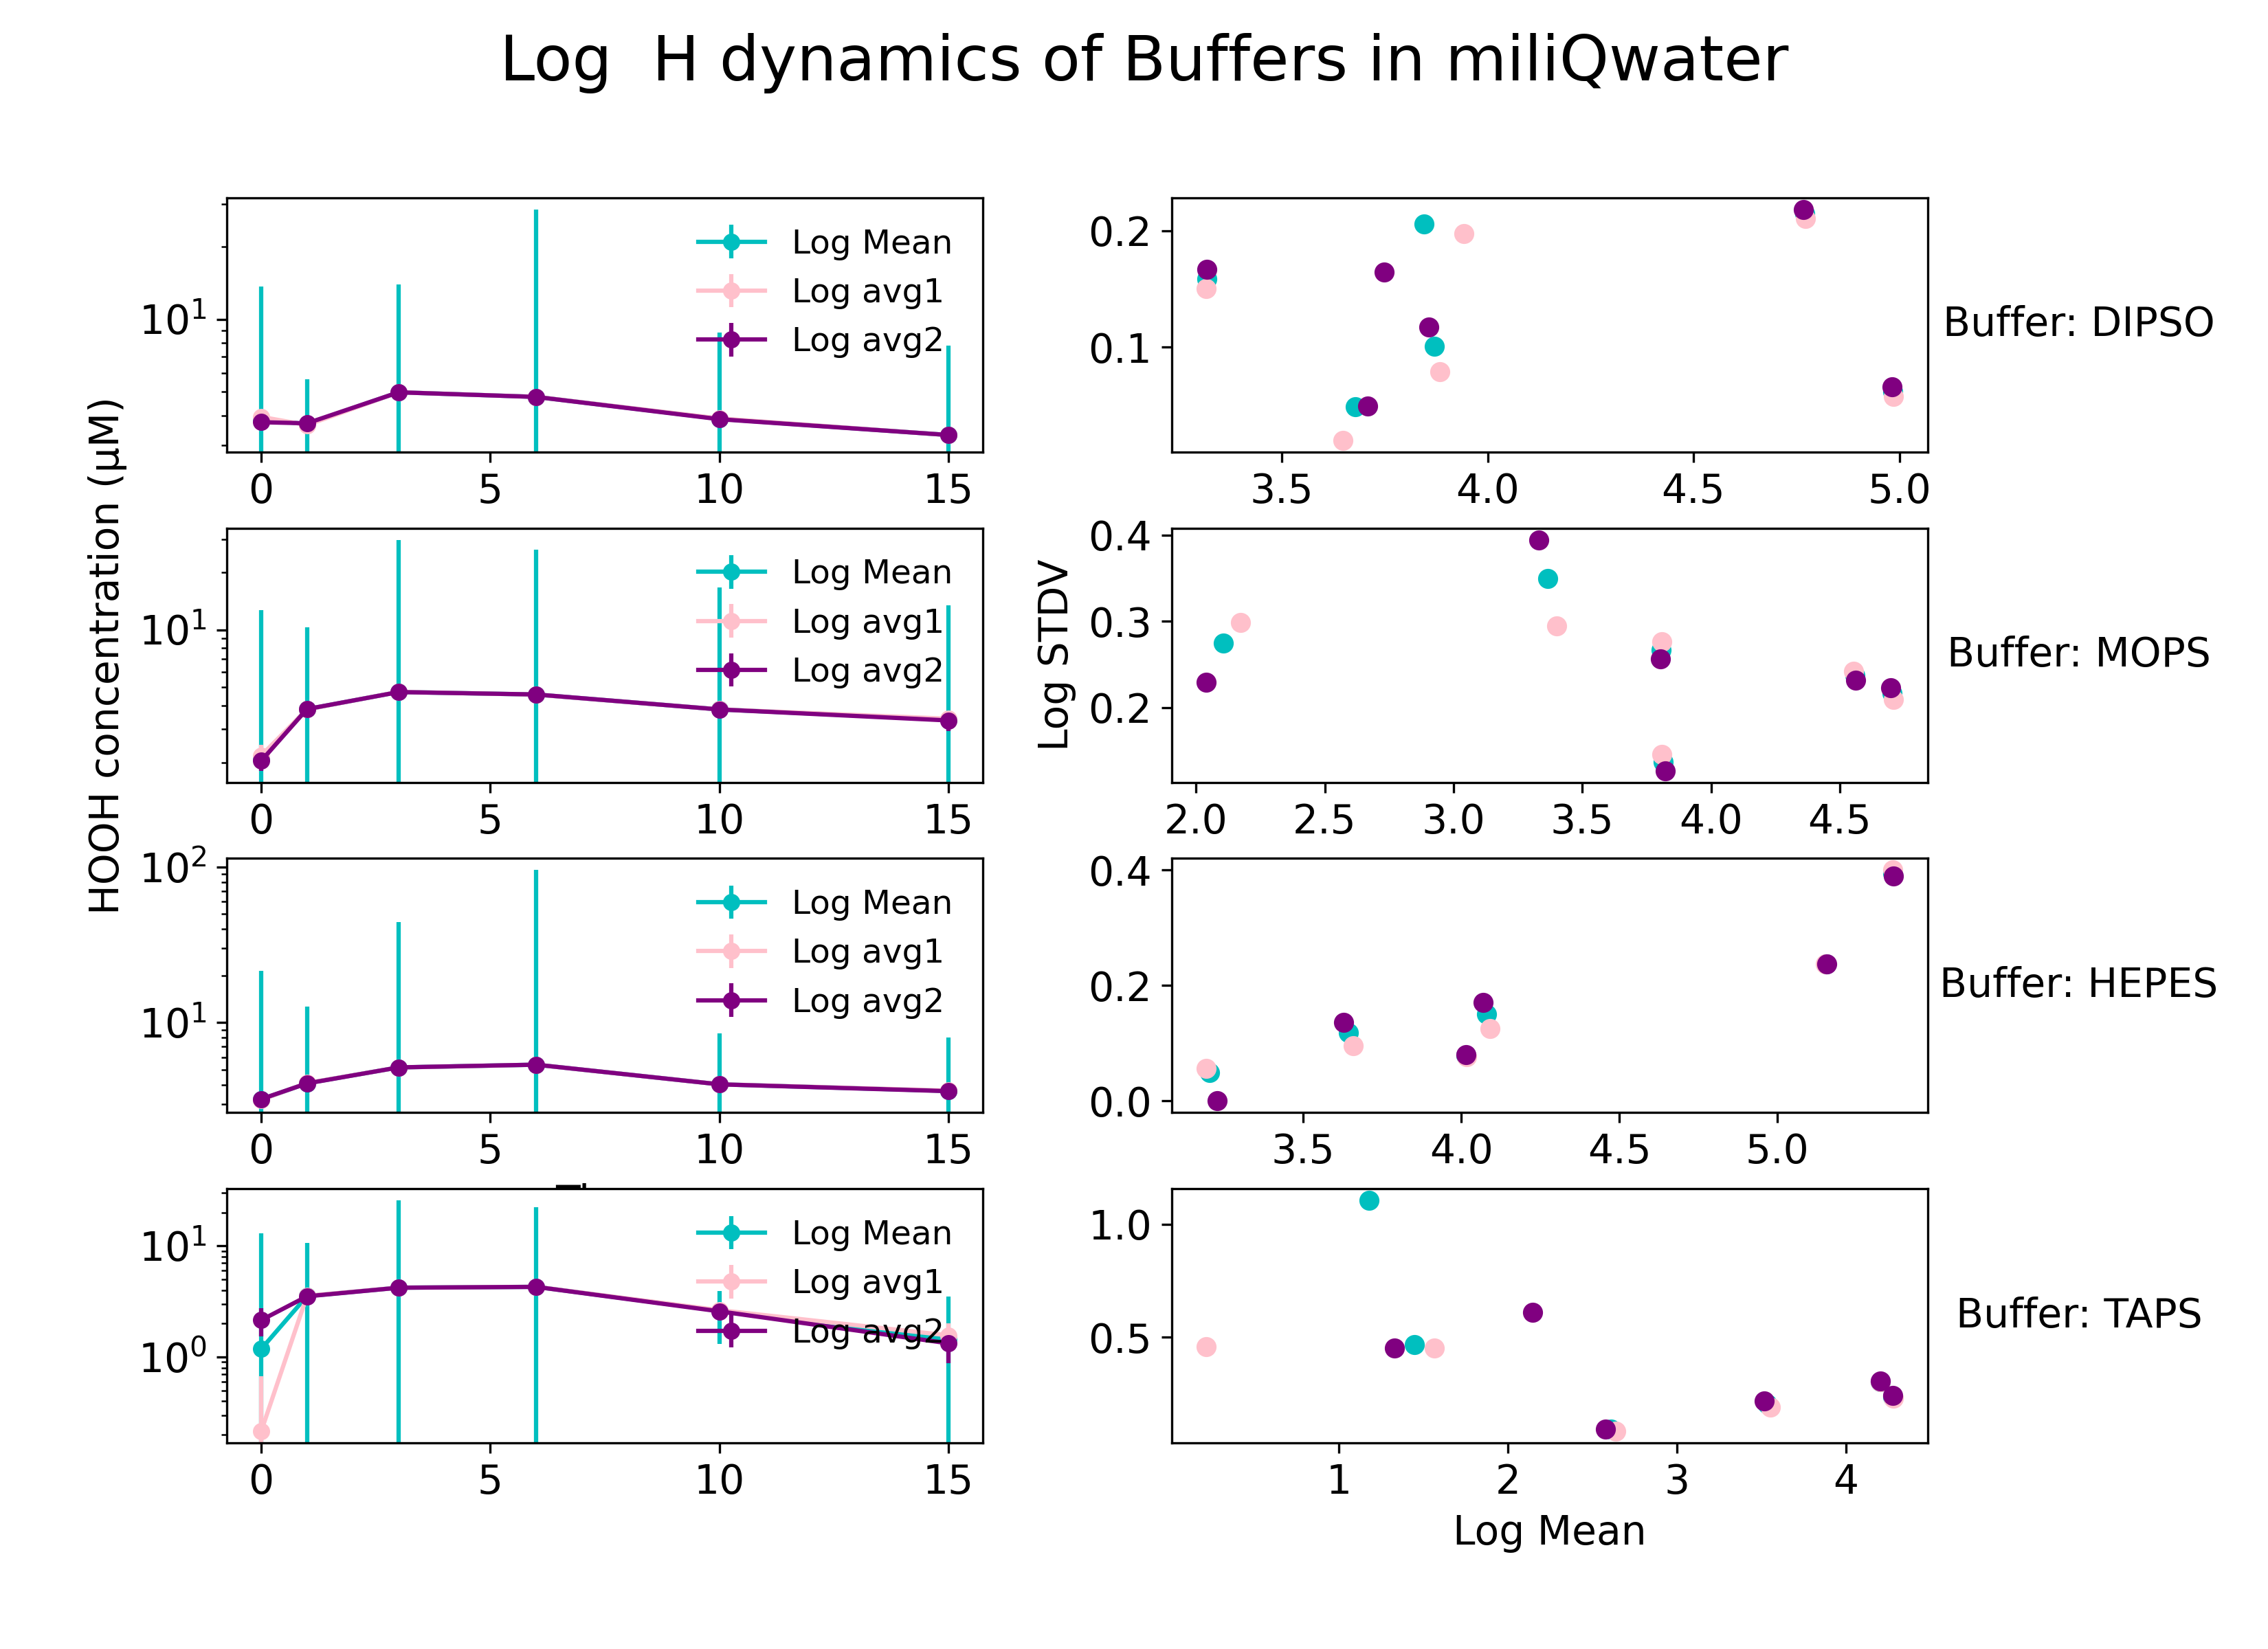 Log  H dynamics of Buffers in miliQwater
HOOH concentration (μM)
10¹
Log Mean
Log avg1
Log avg2
0 5 10 15
0.2
0.1
3.5 4.0 4.5 5.0
Buffer: DIPSO
10¹
Log Mean
Log avg1
Log avg2
0 5 10 15
Log STDV
0.4
0.3
0.2
2.0 2.5 3.0 3.5 4.0 4.5
Buffer: MOPS
10²
10¹
Log Mean
Log avg1
Log avg2
0 5 10 15
0.4
0.2
0.0
3.5 4.0 4.5 5.0
Buffer: HEPES
10¹
10⁰
Log Mean
Log avg1
Log avg2
0 5 10 15
1.0
0.5
1 2 3 4
Log Mean
Buffer: TAPS